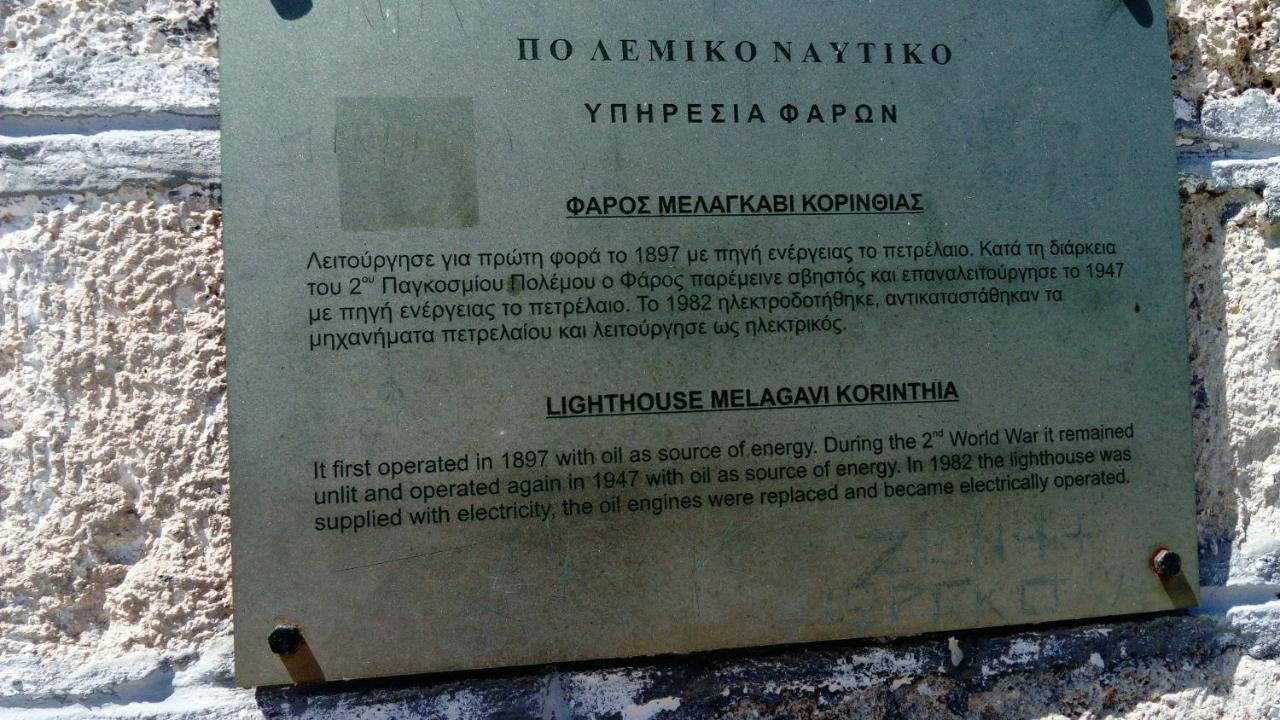 ΠΟ ΛΕΜΙΚΟ ΝΑΥΤΙΚΟ
ΥΠΗΡΕΣΙΑ ΦΑΡΩΝ
ΦΑΡΟΣ ΜΕΛΑΓΚΑΒΙ ΚΟΡΙΝΘΙΑΣ
Λειτούργησε για πρώτη φορά το 1897 με πηγή ενέργειας το πετρέλαιο. Κατά τη διάρκεια
του 2ου Παγκοσμίου Πολέμου ο Φάρος παρέμεινε σβηστός και επαναλειτούργησε το 1947
με πηγή ενέργειας το πετρέλαιο. Το 1982 ηλεκτροδοτήθηκε, αντικαταστάθηκαν τα
μηχανήματα πετρελαίου και λειτούργησε ως ηλεκτρικός.
LIGHTHOUSE MELAGAVI KORINTHIA
It first operated in 1897 with oil as source of energy. During the 2nd World War it remained
unlit and operated again in 1947 with oil as source of energy. In 1982 the lighthouse was
supplied with electricity, the oil engines were replaced and became electrically operated.